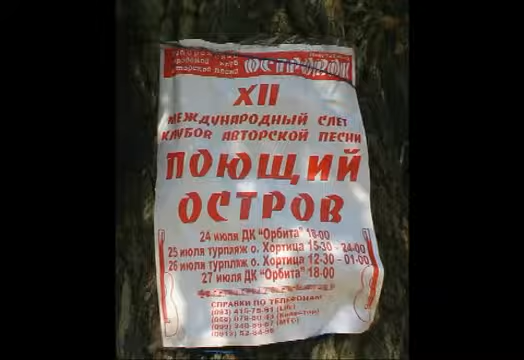 ОСТРОВОК
XII
МЕЖДУНАРОДНЫЙ СЛЕТ
КЛУБОВ АВТОРСКОЙ ПЕСНИ
ПОЮЩИЙ
ОСТРОВ
24 июля ДК "Орбита" 18-00
25 июля турпляж о. Хортица 15-30 - 24-00
26 июля турпляж о. Хортица 12-30 - 01-00
27 июля ДК "Орбита" 18-00
СПРАВКИ ПО ТЕЛЕФОНАМ: